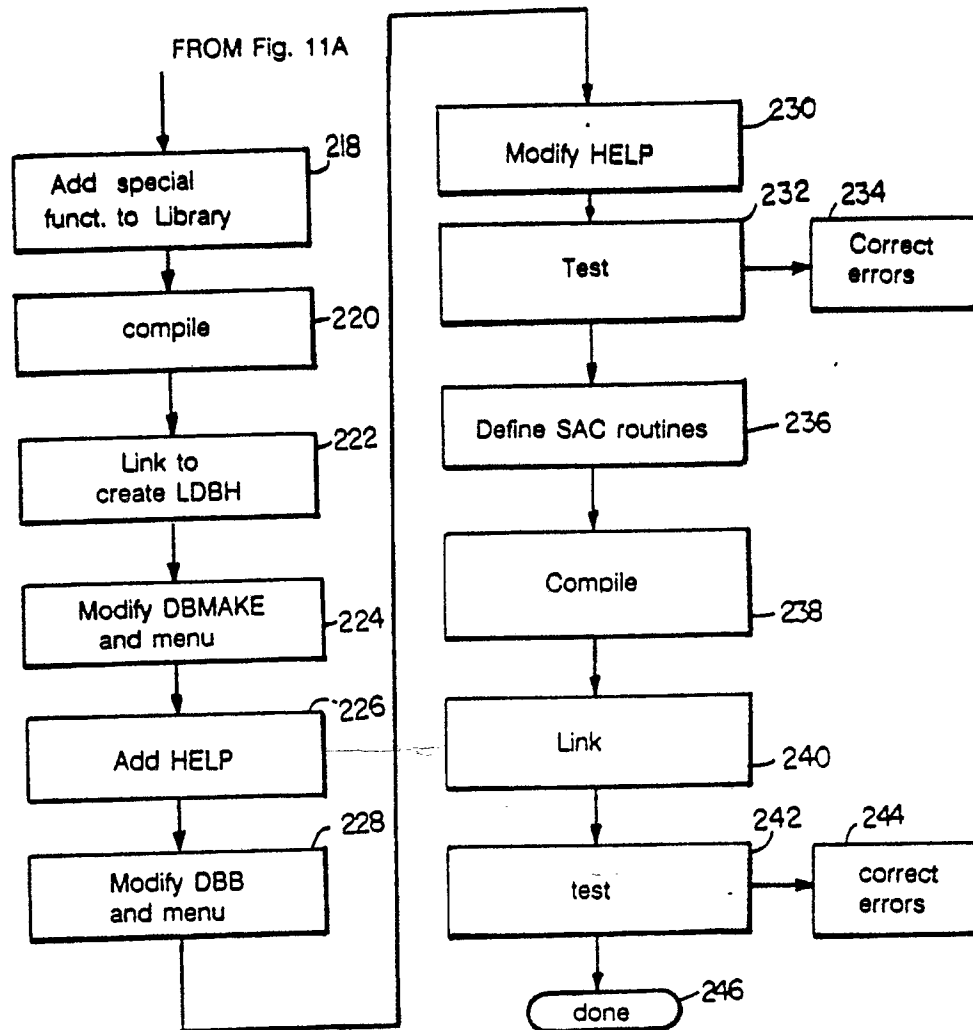 FROM Fig. 11A
218
Add special
funct. to Library
compile
220
222
Link to
create LDBH
Modify DBMAKE
and menu
224
226
Add HELP
228
Modify DBB
and menu
230
Modify HELP
232
Test
234
Correct
errors
Define SAC routines
236
Compile
238
Link
240
242
test
244
correct
errors
done
246